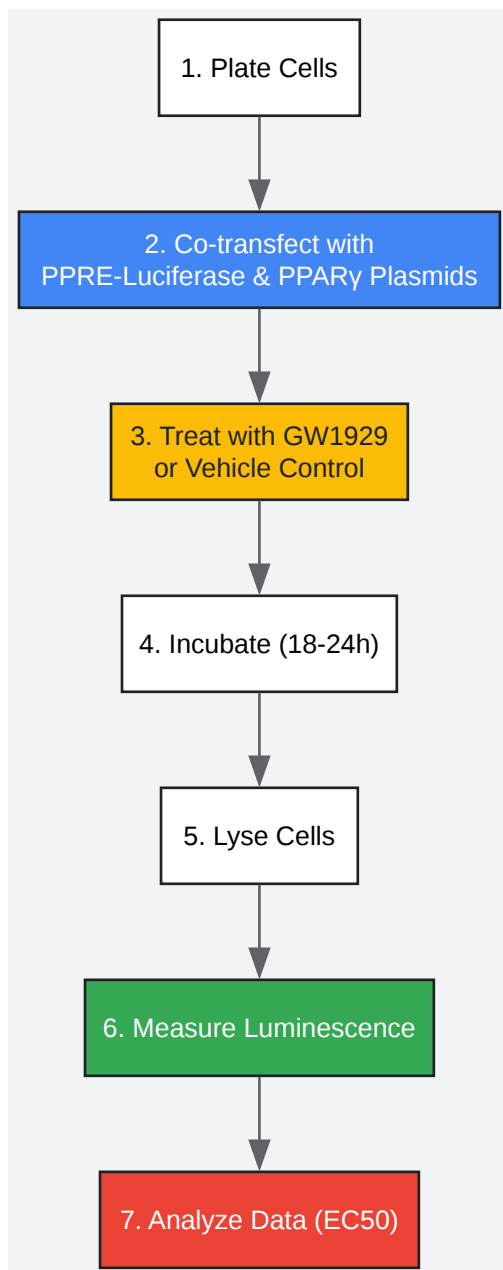 1. Plate Cells
2. Co-transfect with
PPRE-Luciferase & PPARγ Plasmids
3. Treat with GW1929
or Vehicle Control
4. Incubate (18-24h)
5. Lyse Cells
6. Measure Luminescence
7. Analyze Data (EC50)